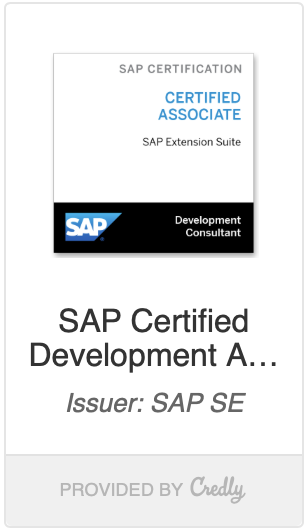 SAP CERTIFICATION
CERTIFIED
ASSOCIATE
SAP Extension Suite
SAP
Development
Consultant
SAP Certified
Development A...
Issuer: SAP SE
PROVIDED BY Credly